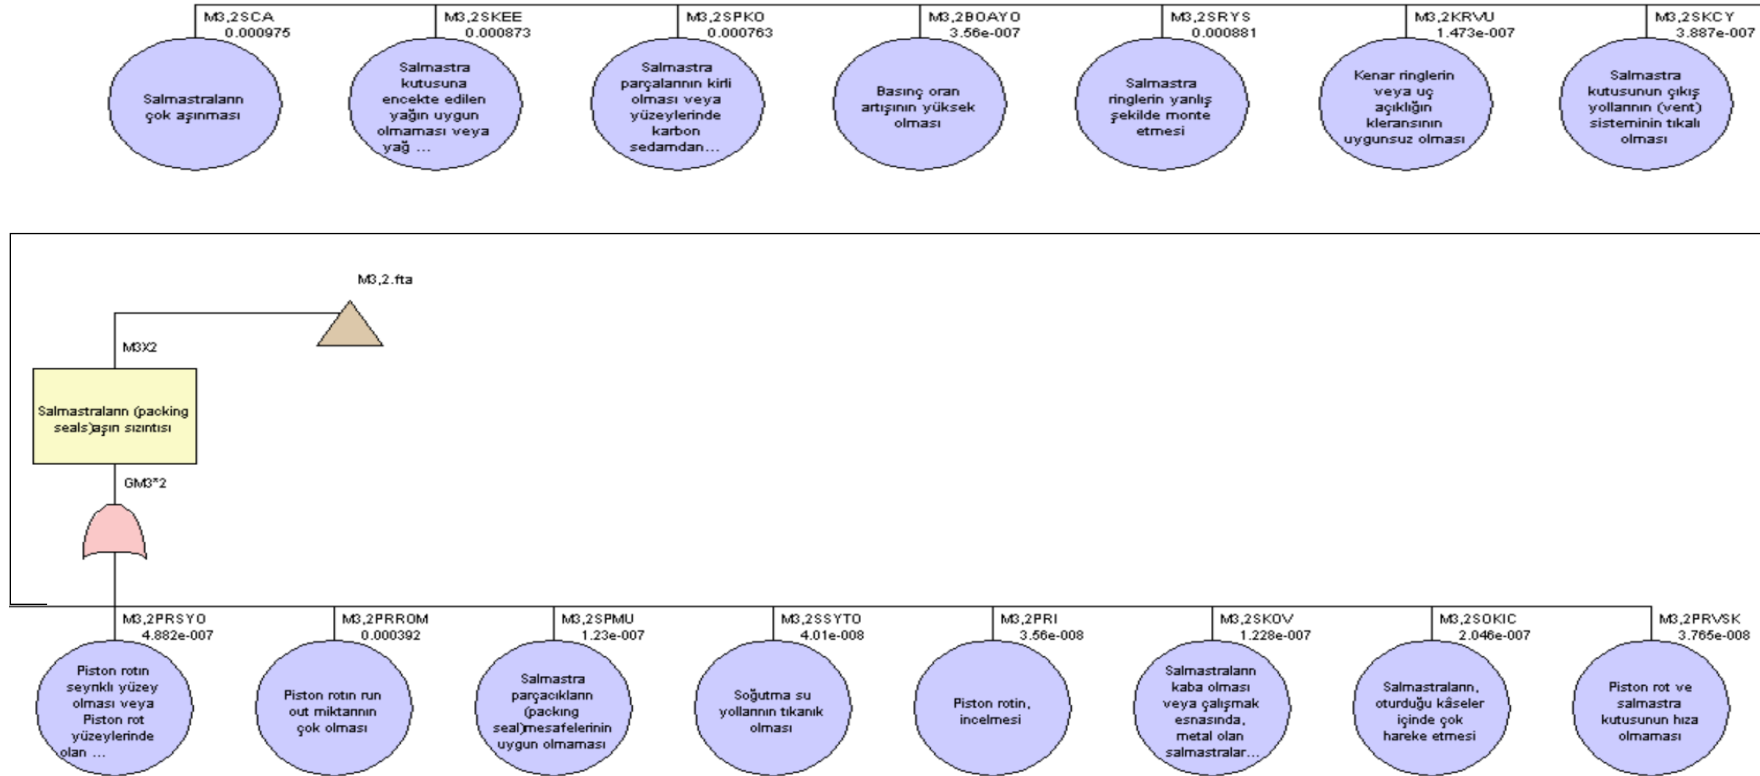 M3,2SCA
0.000975
Salmastraların
çok aşınması
M3,2SKEE
0.000873
Salmastra
kutusuna
encekte edilen
yağın uygun
olmaması veya
yağ ...
M3,2SPKO
0.000763
Salmastra
parçalarının kirli
olması veya
yüzeylerinde
karbon
sedamdan...
M3,2BOAYO
3.56e-007
Basınç oran
artışının yüksek
olması
M3,2SRYS
0.000881
Salmastra
ringlerin yanlış
şekilde monte
etmesi
M3,2KRVU
1.473e-007
Kenar ringlerin
veya uç
açıklığın
kleransının
uygunsuz olması
M3,2SKCY
3.887e-007
Salmastra
kutusunun çıkış
yollarının (vent)
sisteminin tıkalı
olması
M3,2.fta
M3X2
Salmastraların (packing
seals)aşırı sızıntısı
GM3*2
M3,2PRSYO
4.882e-007
Piston rotın
seyrıklı yüzey
olması veya
Piston rot
yüzeylerinde
olan ...
M3,2PRROM
0.000392
Piston rotın run
out miktarının
çok olması
M3,2SPMU
1.23e-007
Salmastra
parçacıkların
(packıng
seal)mesafelerinin
uygun olmaması
M3,2SSYTO
4.01e-008
Soğutma su
yollarının tıkanık
olması
M3,2PRI
3.56e-008
Piston rotin,
incelmesi
M3,2SKOV
1.228e-007
Salmastraların
kaba olması
veya çalışmak
esnasında,
metal olan
salmastralar...
M3,2SOKIC
2.046e-007
Salmastraların,
oturduğu kâseler
içinde çok
hareke etmesi
M3,2PRVSK
3.765e-008
Piston rot ve
salmastra
kutusunun hıza
olmaması